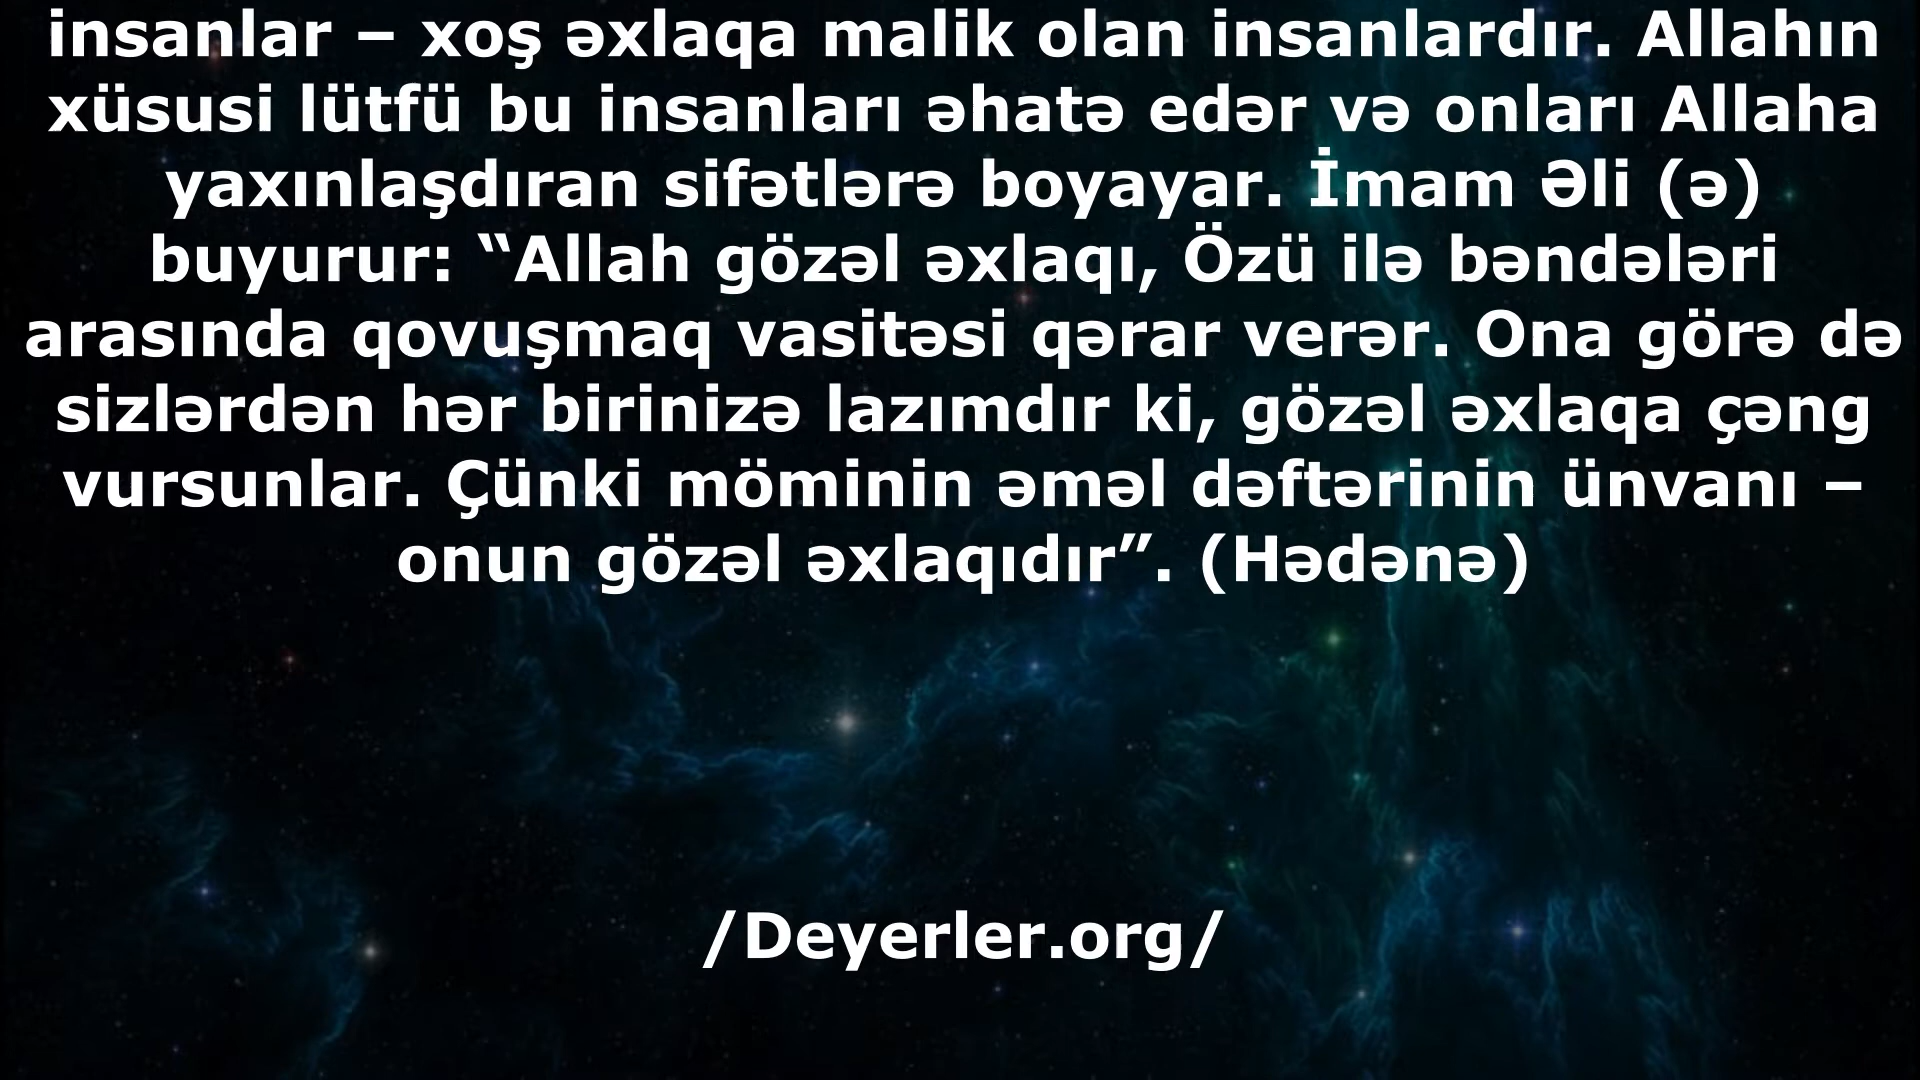 insanlar – xoş əxlaqa malik olan insanlardır. Allahın
xüsusi lütfü bu insanları əhatə edər və onları Allaha
yaxınlaşdıran sifətlərə boyayar. İmam Əli (ə)
buyurur: “Allah gözəl əxlaqı, Özü ilə bəndələri
arasında qovuşmaq vasitəsi qərar verər. Ona görə də
sizlərdən hər birinizə lazımdır ki, gözəl əxlaqa çəng
vursunlar. Çünki möminin əməl dəftərinin ünvanı –
onun gözəl əxlaqıdır”. (Hədənə)
/Deyerler.org/